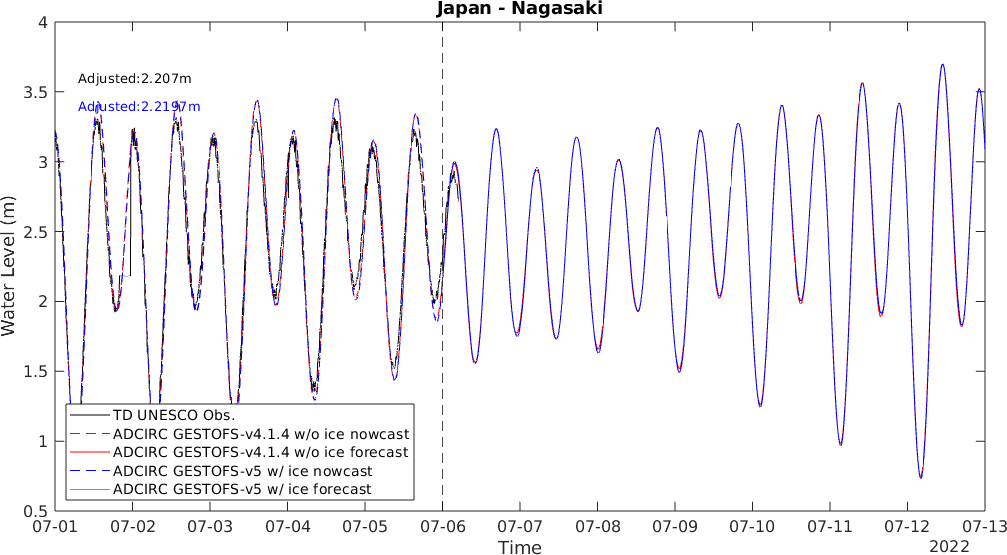 Japan - Nagasaki
4
3.5
3
2.5
2
1.5
1
0.5
Water Level (m)
Adjusted:2.207m
Adjusted:2.2197m
TD UNESCO Obs.
ADCIRC GESTOFS-v4.1.4 w/o ice nowcast
ADCIRC GESTOFS-v4.1.4 w/o ice forecast
ADCIRC GESTOFS-v5 w/ ice nowcast
ADCIRC GESTOFS-v5 w/ ice forecast
07-01 07-02 07-03 07-04 07-05 07-06 07-07 07-08 07-09 07-10 07-11 07-12 07-13
Time
2022